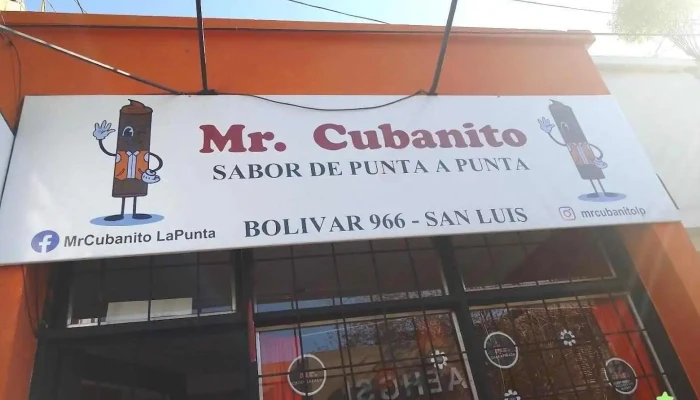 Mr. Cubanito
SABOR DE PUNTA A PUNTA
BOLIVAR 966 - SAN LUIS
MrCubanito LaPunta
mrcubanitolp